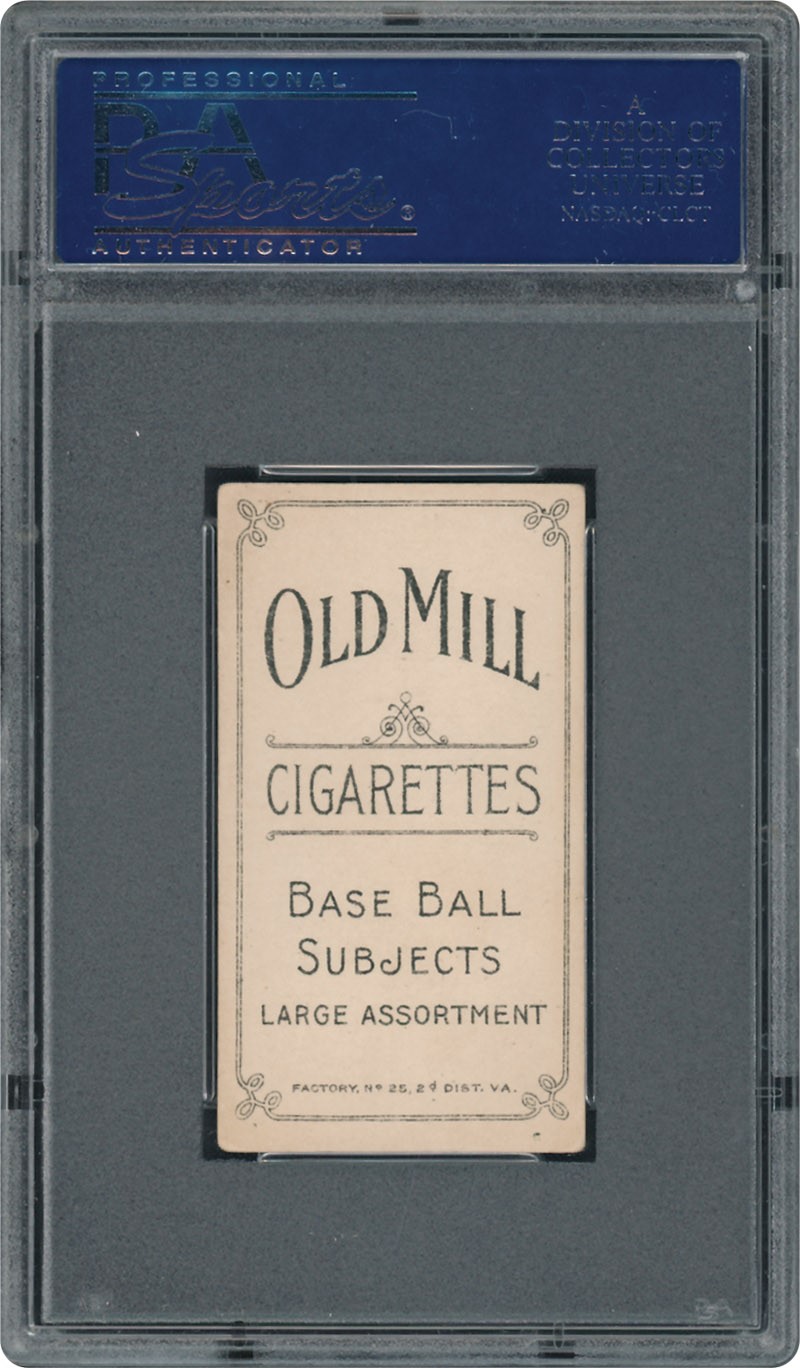 PROFESSIONAL
PSA
Sports®
AUTHENTICATOR
A
DIVISION OF
COLLECTORS
UNIVERSE
NASDAQ:CLCT
OLD MILL
CIGARETTES
BASE BALL
SUBJECTS
LARGE ASSORTMENT
FACTORY, Nº 25, 2ᵈ DIST. VA.
PSA